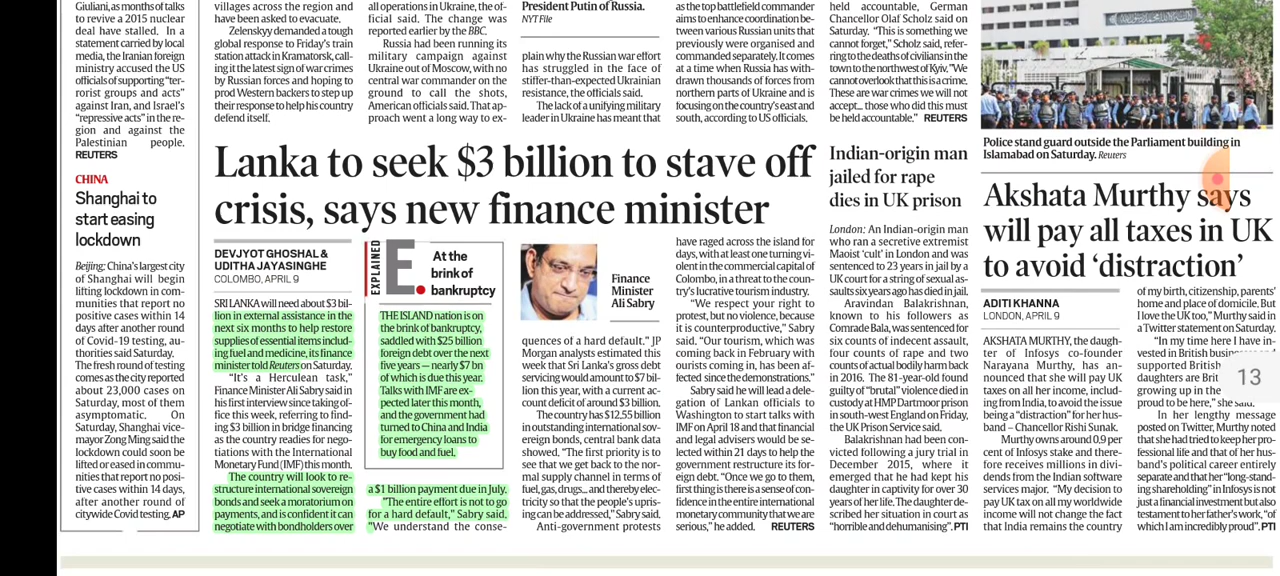 Giuliani, as months of talks
to revive a 2015 nuclear
deal have stalled. In a
statement carried by local
media, the Iranian foreign
ministry accused the US
officials of supporting "ter-
rorist groups and acts"
against Iran, and Israel's
"repressive acts" in the re-
gion and against the
Palestinian people.
REUTERS
CHINA
Shanghai to
start easing
lockdown
Beijing: China's largest city
of Shanghai will begin
lifting lockdown in com-
munities that report no
positive cases within 14
days after another round
of Covid-19 testing, au-
thorities said Saturday.
The fresh round of testing
comes as the city reported
about 23,000 cases on
Saturday, most of them
asymptomatic. On
Saturday, Shanghai vice-
mayor Zong Ming said the
lockdown could soon be
lifted or eased in commu-
nities that report no posi-
tive cases within 14 days,
after another round of
citywide Covid testing. AP
villages across the region and
have been asked to evacuate.
Zelenskyy demanded a tough
global response to Friday's train
station attack in Kramatorsk, call-
ing it the latest sign of war crimes
by Russian forces and hoping to
prod Western backers to step up
their response to help his country
defend itself.
all operations in Ukraine, the of-
ficial said. The change was
reported earlier by the BBC.
Russia had been running its
military campaign against
Ukraine out of Moscow, with no
central war commander on the
ground to call the shots,
American officials said. That ap-
proach went a long way to ex-
President Putin of Russia.
NYT File
plain why the Russian war effort
has struggled in the face of
stiffer-than-expected Ukrainian
resistance, the officials said.
The lack of a unifying military
leader in Ukraine has meant that
as the top battlefield commander
aims to enhance coordination be-
tween various Russian units that
previously were organised and
commanded separately. It comes
at a time when Russia has with-
drawn thousands of forces from
northern parts of Ukraine and is
focusing on the country's east and
south, according to US officials.
held accountable, German
Chancellor Olaf Scholz said on
Saturday. "This is something we
cannot forget," Scholz said, refer-
ring to the deaths of civilians in the
town to the northwest of Kyiv. "We
cannot overlook that this is a crime.
These are war crimes we will not
accept... those who did this must
be held accountable." REUTERS
Lanka to seek $3 billion to stave off
crisis, says new finance minister
DEVJYOT GHOSHAL &
UDITHA JAYASINGHE
COLOMBO, APRIL 9
SRI LANKA will need about $3 bil-
lion in external assistance in the
next six months to help restore
supplies of essential items includ-
ing fuel and medicine, its finance
minister told Reuters on Saturday.
"It's a Herculean task,"
Finance Minister Ali Sabry said in
his first interview since taking of-
fice this week, referring to find-
ing $3 billion in bridge financing
as the country readies for nego-
tiations with the International
Monetary Fund (IMF) this month.
The country will look to re-
structure international sovereign
bonds and seek a moratorium on
payments, and is confident it can
negotiate with bondholders over
EXPLAINED
E.
At the
brink of
bankruptcy
THE ISLAND nation is on
the brink of bankruptcy,
saddled with $25 billion
foreign debt over the next
five years — nearly $7 bn
of which is due this year.
Talks with IMF are ex-
pected later this month,
and the government had
turned to China and India
for emergency loans to
buy food and fuel.
a $1 billion payment due in July.
"The entire effort is not to go
for a hard default," Sabry said.
"We understand the conse-
Finance
Minister
Ali Sabry
quences of a hard default." JP
Morgan analysts estimated this
week that Sri Lanka's gross debt
servicing would amount to $7 bil-
lion this year, with a current ac-
count deficit of around $3 billion.
The country has $12.55 billion
in outstanding international sov-
ereign bonds, central bank data
showed. "The first priority is to
see that we get back to the nor-
mal supply channel in terms of
fuel, gas, drugs... and thereby elec-
tricity so that the people's upris-
ing can be addressed," Sabry said.
Anti-government protests
have raged across the island for
days, with at least one turning vi-
olent in the commercial capital of
Colombo, in a threat to the coun-
try's lucrative tourism industry.
"We respect your right to
protest, but no violence, because
it is counterproductive," Sabry
said. "Our tourism, which was
coming back in February with
ourists coming in, has been af-
fected since the demonstrations."
Sabry said he will lead a dele-
gation of Lankan officials to
Washington to start talks with
IMF on April 18 and that financial
and legal advisers would be se-
lected within 21 days to help the
government restructure its for-
eign debt. "Once we go to them,
first thing is there is a sense of con-
fidence in the entire international
monetary community that we are
serious," he added. REUTERS
Indian-origin man
jailed for rape
dies in UK prison
London: An Indian-origin man
who ran a secretive extremist
Maoist 'cult' in London and was
sentenced to 23 years in jail by a
UK court for a string of sexual as-
saults six years ago has died in jail.
Aravindan Balakrishnan,
known to his followers as
Comrade Bala, was sentenced for
six counts of indecent assault,
four counts of rape and two
counts of actual bodily harm back
in 2016. The 81-year-old found
guilty of "brutal" violence died in
custody at HMP Dartmoor prison
in south-west England on Friday,
the UK Prison Service said.
Balakrishnan had been con-
victed following a jury trial in
December 2015, where it
emerged that he had kept his
daughter in captivity for over 30
years of her life. The daughter de-
scribed her situation in court as
"horrible and dehumanising". PTI
Police stand guard outside the Parliament building in
Islamabad on Saturday. Reuters
Akshata Murthy says
will pay all taxes in UK
to avoid 'distraction'
ADITI KHANNA
LONDON, APRIL 9
AKSHATA MURTHY, the daugh-
ter of Infosys co-founder
Narayana Murthy, has an-
nounced that she will pay UK
taxes on all her income, includ-
ing from India, to avoid the issue
being a "distraction" for her hus-
band – Chancellor Rishi Sunak.
Murthy owns around 0.9 per
cent of Infosys stake and there-
fore receives millions in divi-
dends from the Indian software
services major. "My decision to
pay UK tax on all my worldwide
income will not change the fact
that India remains the country
of my birth, citizenship, parents'
home and place of domicile. But
I love the UK too," Murthy said in
a Twitter statement on Saturday.
"In my time here I have in-
vested in British
supported British
daughters are Brit
growing up in the
proud to be here," she said.
In her lengthy message
posted on Twitter, Murthy noted
that she had tried to keep her pro-
fessional life and that of her hus-
band's political career entirely
separate and that her "long-stand-
ing shareholding" in Infosys is not
just a financial investment but also
testament to her father's work, "of
which I am incredibly proud". PTI
13